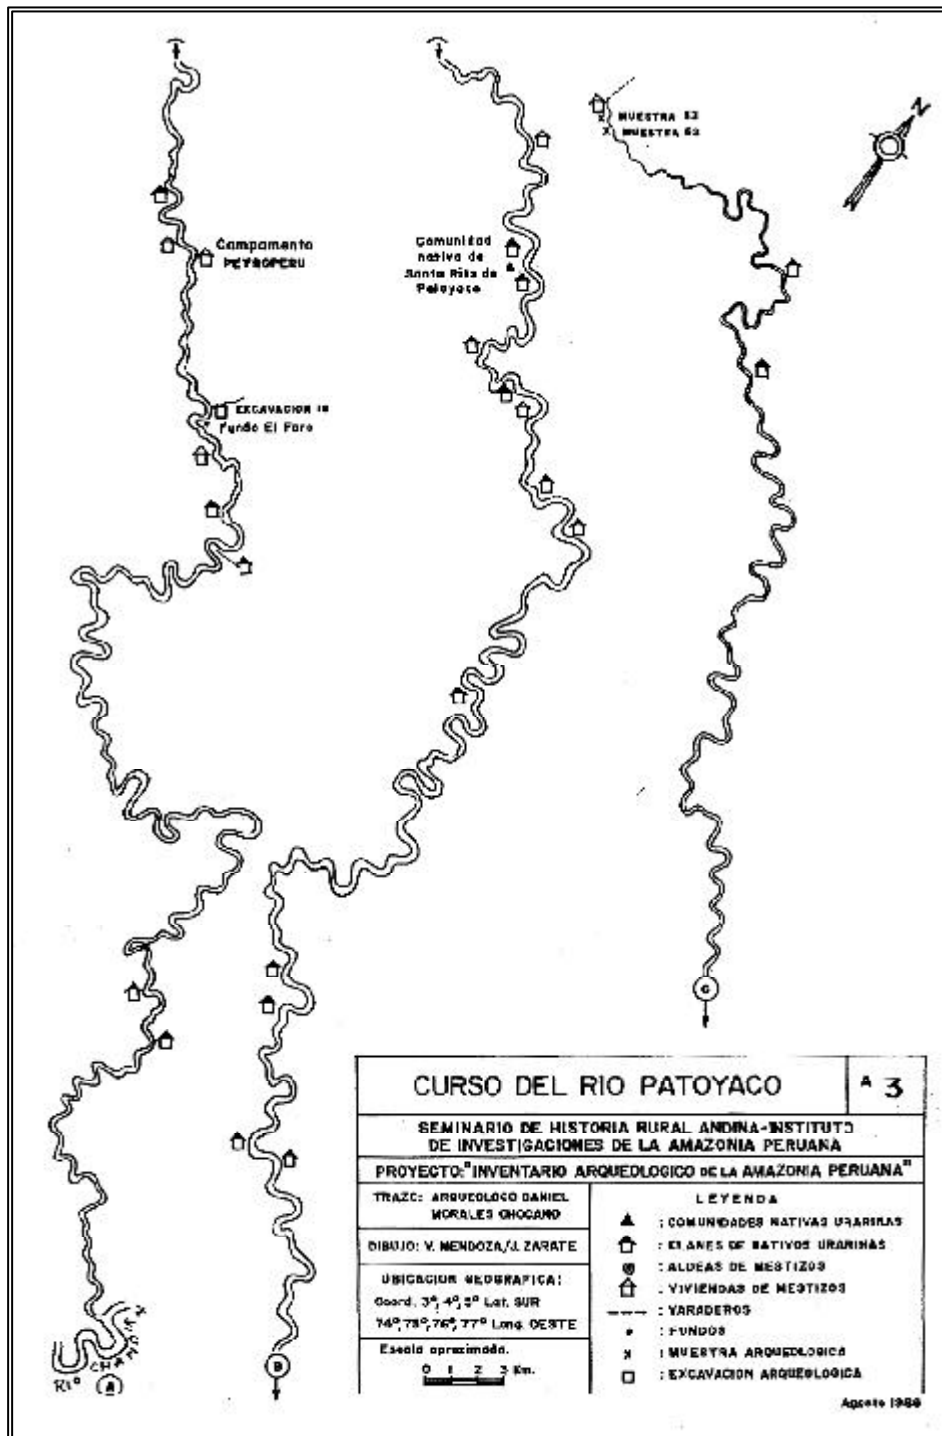 N
MUESTRA 52
MUESTRA 53
Campamento
PETROPERU
Comunidad
nativa de
Santa Rita de
Patoyaco
EXCAVACION
Fundo El Faro
RIO
A
B
C
CURSO DEL RIO PATOYACO
A 3
SEMINARIO DE HISTORIA RURAL ANDINA-INSTITUTO
DE INVESTIGACIONES DE LA AMAZONIA PERUANA
PROYECTO: "INVENTARIO ARQUEOLOGICO DE LA AMAZONIA PERUANA"
TRAZO: ARQUEOLOGO DANIEL
MORALES CHOCANO
DIBUJO: V. MENDOZA/J. ZARATE
UBICACION GEOGRAFICA:
Coord. 3°, 4°, 5° Lat. SUR
74°, 75°, 76°, 77° Long. OESTE
Escala aproximada.
0 1 2 3 Km.
LEYENDA
: COMUNIDADES NATIVAS URARINAS
: CLANES DE NATIVOS URARINAS
: ALDEAS DE MESTIZOS
: VIVIENDAS DE MESTIZOS
: VARADEROS
: FUNDOS
: MUESTRA ARQUEOLOGICA
: EXCAVACION ARQUEOLOGICA
Agosto